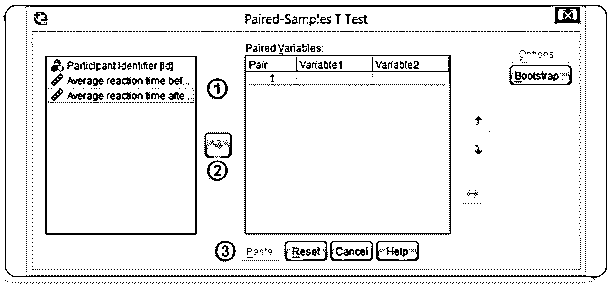 Paired-Samples T Test
Paired Variables:
Participant Identifier [id]
Average reaction time bef...
Average reaction time afte...
Pair Variable1 Variable2
1
Options
Bootstrap...
1
2
3
Paste Reset Cancel Help